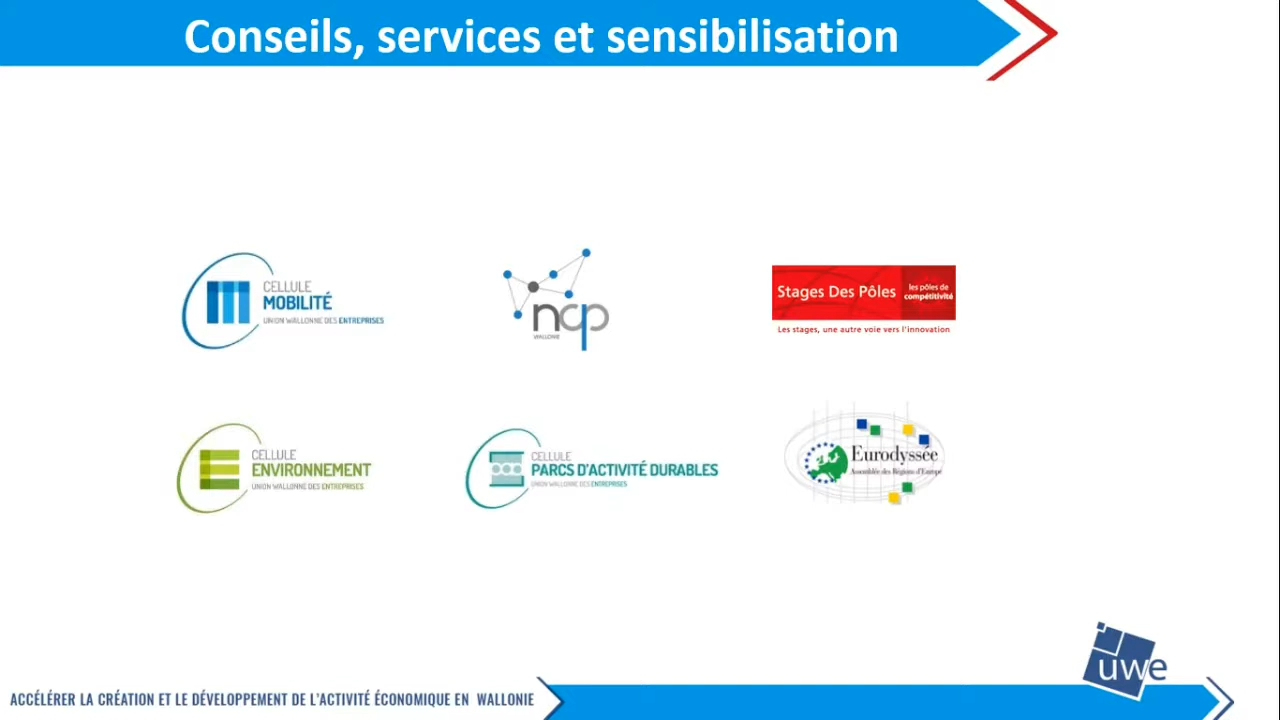 Conseils, services et sensibilisation
CELLULE
MOBILITÉ
UNION WALLONNE DES ENTREPRISES
ncp
WALLONIE
Stages Des Pôles
les pôles de
compétitivité
Les stages, une autre voie vers l'innovation
CELLULE
ENVIRONNEMENT
UNION WALLONNE DES ENTREPRISES
CELLULE
PARCS D'ACTIVITÉ DURABLES
UNION WALLONNE DES ENTREPRISES
Eurodyssée
Assemblée des Régions d'Europe
uwe
ACCÉLÉRER LA CRÉATION ET LE DÉVELOPPEMENT DE L'ACTIVITÉ ÉCONOMIQUE EN WALLONIE